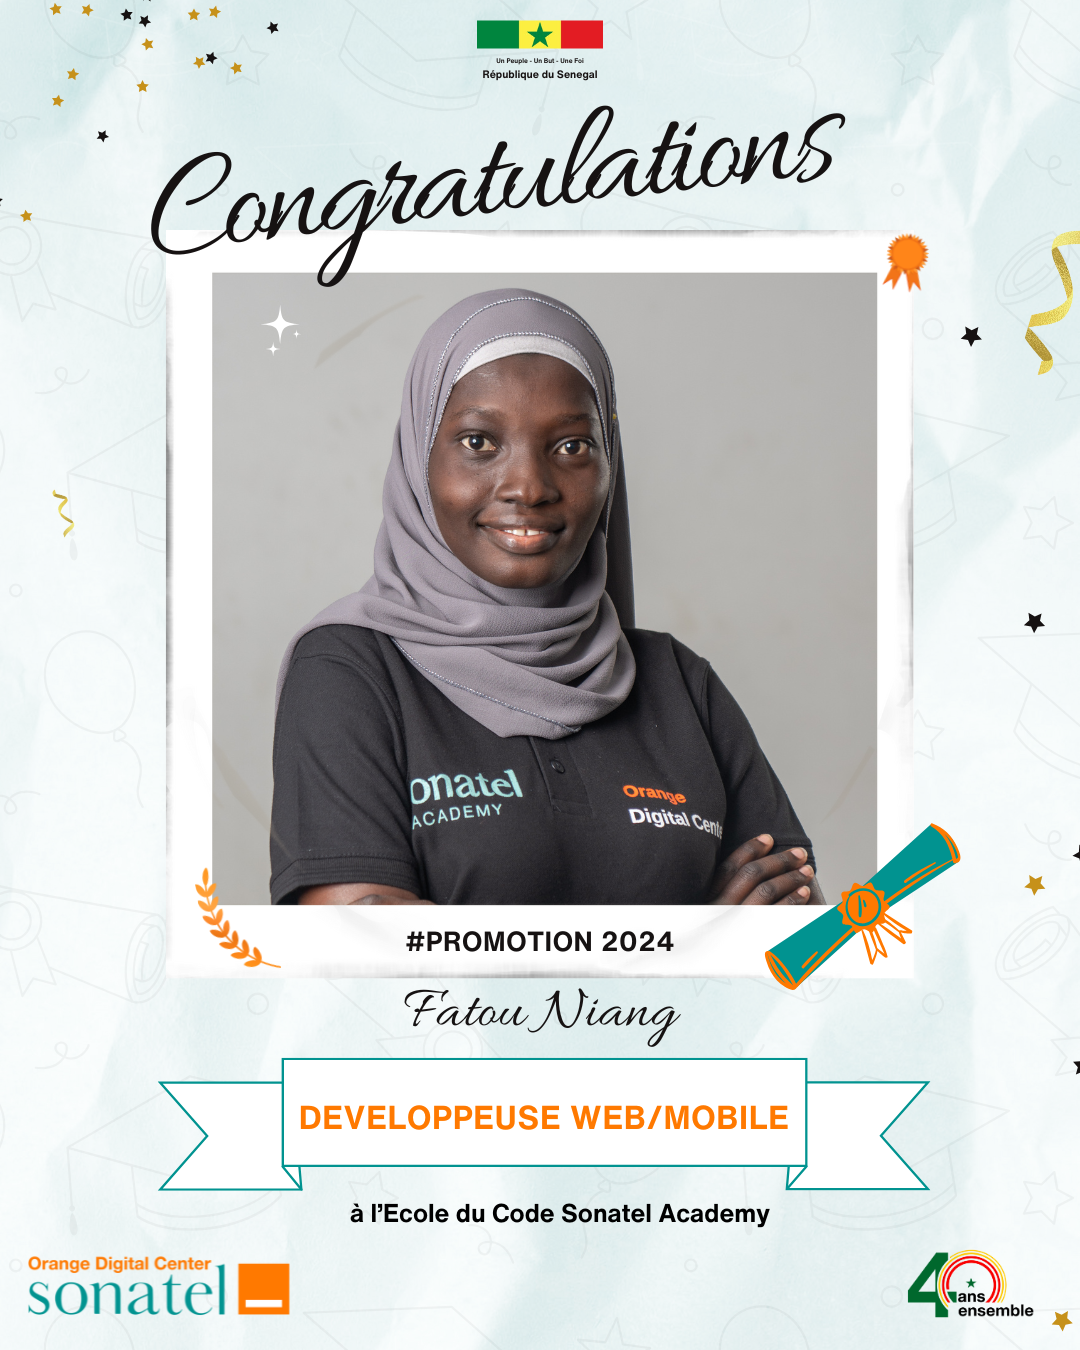 Un Peuple - Un But - Une Foi
République du Senegal
Congratulations
onatel
ACADEMY
Orange
Digital Cent
#PROMOTION 2024
Fatou Niang
DEVELOPPEUSE WEB/MOBILE
à l'Ecole du Code Sonatel Academy
Orange Digital Center
sonatel
40 ans
ensemble